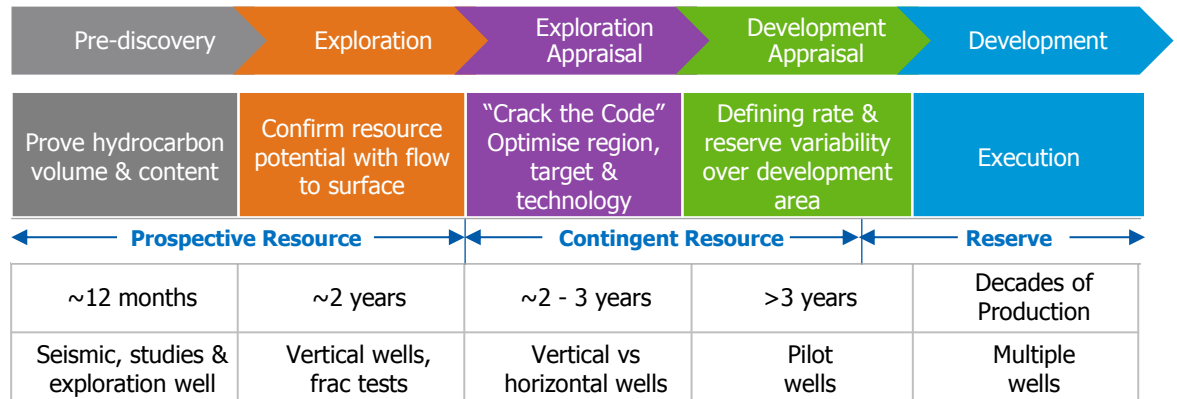 Pre-discovery
Exploration
Exploration
Appraisal
Development
Appraisal
Development
Prove hydrocarbon
volume & content
Confirm resource
potential with flow
to surface
“Crack the Code”
Optimise region,
target &
technology
Defining rate &
reserve variability
over development
area
Execution
Prospective Resource
Contingent Resource
Reserve
~12 months
~2 years
~2 - 3 years
>3 years
Decades of
Production
Seismic, studies &
exploration well
Vertical wells,
frac tests
Vertical vs
horizontal wells
Pilot
wells
Multiple
wells